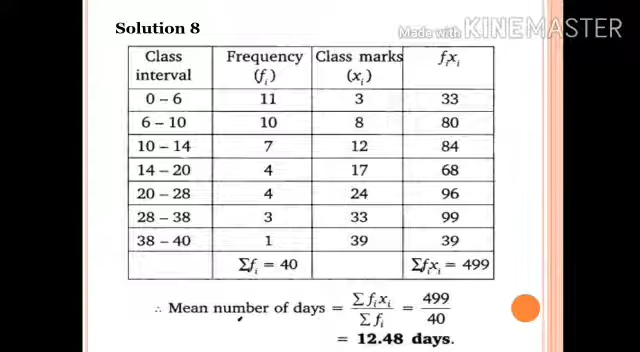 Made with KINEMASTER
Solution 8
Class interval | Frequency (fᵢ) | Class marks (xᵢ) | fᵢxᵢ
0 – 6 | 11 | 3 | 33
6 – 10 | 10 | 8 | 80
10 – 14 | 7 | 12 | 84
14 – 20 | 4 | 17 | 68
20 – 28 | 4 | 24 | 96
28 – 38 | 3 | 33 | 99
38 – 40 | 1 | 39 | 39
Σfᵢ = 40 | Σfᵢxᵢ = 499
∴ Mean number of days = Σ fᵢxᵢ / Σ fᵢ = 499 / 40
= 12.48 days.